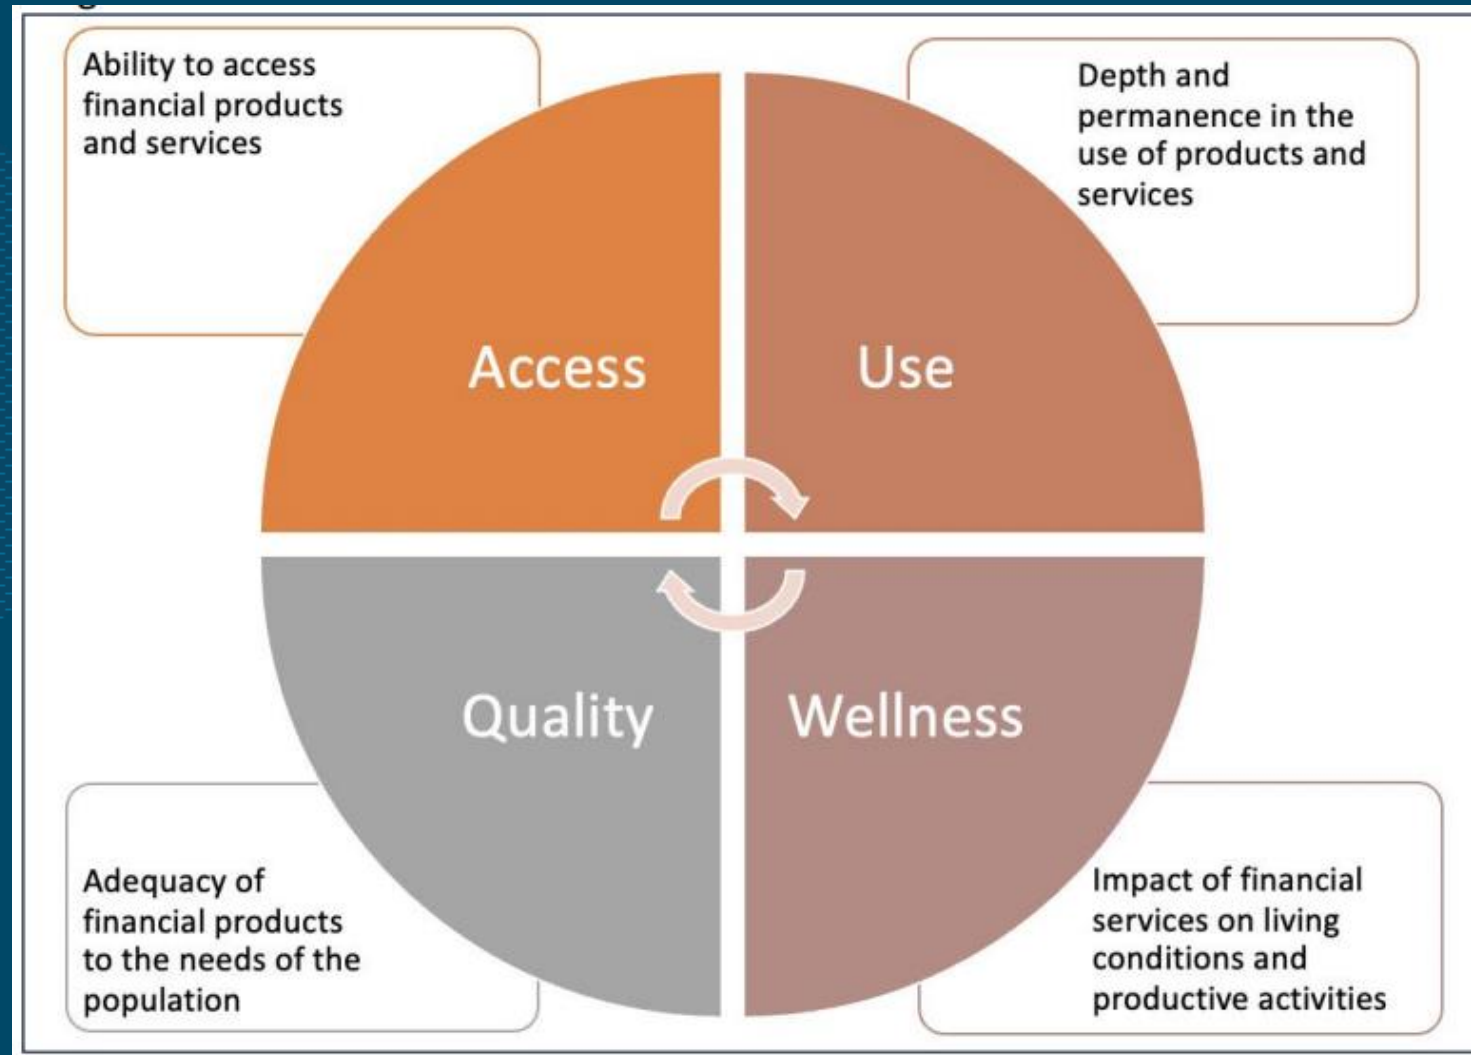 Ability to access
financial products
and services
Depth and
permanence in the
use of products and
services
Access
Use
Quality
Wellness
Adequacy of
financial products
to the needs of the
population
Impact of financial
services on living
conditions and
productive activities